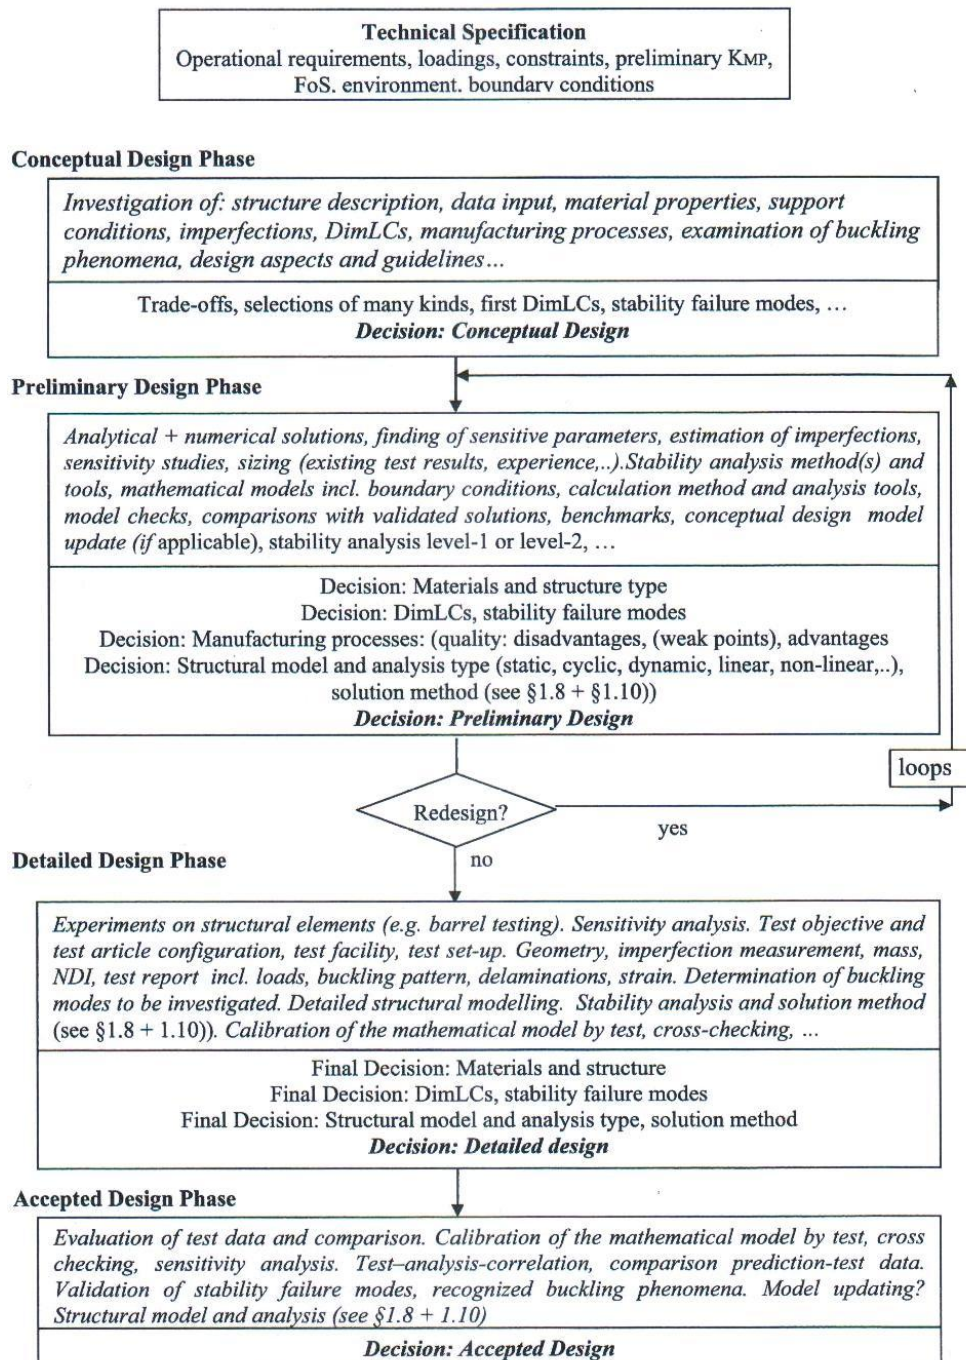 Technical Specification
Operational requirements, loadings, constraints, preliminary KMP,
FoS. environment. boundary conditions
Conceptual Design Phase
Investigation of: structure description, data input, material properties, support
conditions, imperfections, DimLCs, manufacturing processes, examination of buckling
phenomena, design aspects and guidelines...
Trade-offs, selections of many kinds, first DimLCs, stability failure modes, ...
Decision: Conceptual Design
Preliminary Design Phase
Analytical + numerical solutions, finding of sensitive parameters, estimation of imperfections,
sensitivity studies, sizing (existing test results, experience,..).Stability analysis method(s) and
tools, mathematical models incl. boundary conditions, calculation method and analysis tools,
model checks, comparisons with validated solutions, benchmarks, conceptual design model
update (if applicable), stability analysis level-1 or level-2, ...
Decision: Materials and structure type
Decision: DimLCs, stability failure modes
Decision: Manufacturing processes: (quality: disadvantages, (weak points), advantages
Decision: Structural model and analysis type (static, cyclic, dynamic, linear, non-linear,..),
solution method (see §1.8 + §1.10))
Decision: Preliminary Design
loops
Redesign?
yes
no
Detailed Design Phase
Experiments on structural elements (e.g. barrel testing). Sensitivity analysis. Test objective and
test article configuration, test facility, test set-up. Geometry, imperfection measurement, mass,
NDI, test report incl. loads, buckling pattern, delaminations, strain. Determination of buckling
modes to be investigated. Detailed structural modelling. Stability analysis and solution method
(see §1.8 + 1.10)). Calibration of the mathematical model by test, cross-checking, ...
Final Decision: Materials and structure
Final Decision: DimLCs, stability failure modes
Final Decision: Structural model and analysis type, solution method
Decision: Detailed design
Accepted Design Phase
Evaluation of test data and comparison. Calibration of the mathematical model by test, cross
checking, sensitivity analysis. Test–analysis-correlation, comparison prediction-test data.
Validation of stability failure modes, recognized buckling phenomena. Model updating?
Structural model and analysis (see §1.8 + 1.10)
Decision: Accepted Design